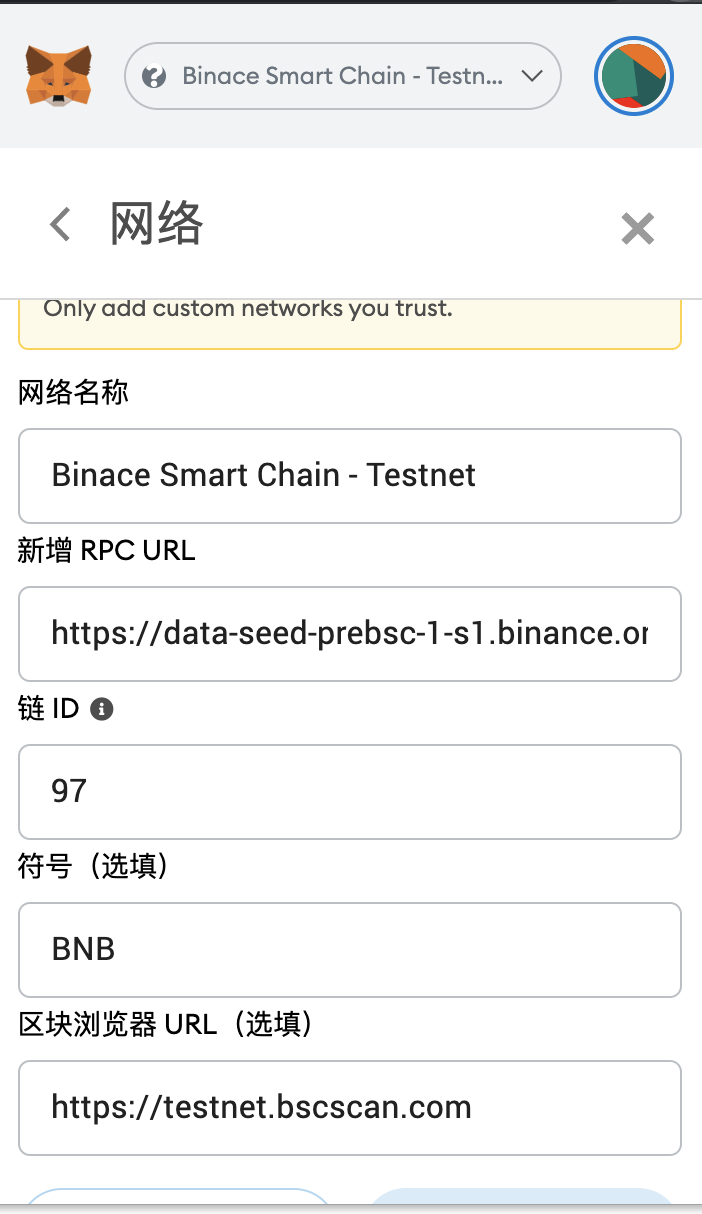 Binace Smart Chain - Testn...
网络
Only add custom networks you trust.
网络名称
Binace Smart Chain - Testnet
新增 RPC URL
https://data-seed-prebsc-1-s1.binance.or
链 ID
97
符号（选填）
BNB
区块浏览器 URL（选填）
https://testnet.bscscan.com